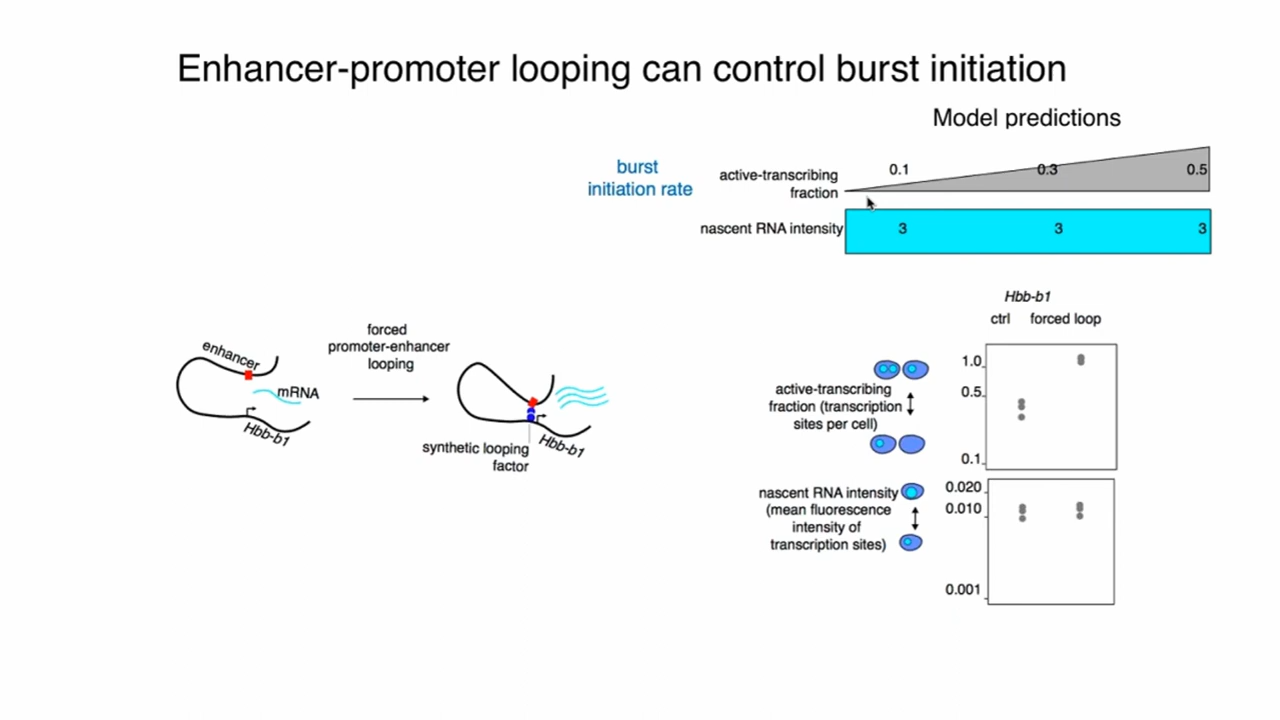 Enhancer-promoter looping can control burst initiation
Model predictions
burst
initiation rate
active-transcribing
fraction
0.1
0.3
0.5
nascent RNA intensity
3
3
3
Hbb-b1
ctrl
forced loop
enhancer
mRNA
Hbb-b1
forced
promoter-enhancer
looping
synthetic looping
factor
Hbb-b1
active-transcribing
fraction (transcription
sites per cell)
1.0
0.5
0.1
nascent RNA intensity
(mean fluorescence
intensity of
transcription sites)
0.020
0.010
0.001